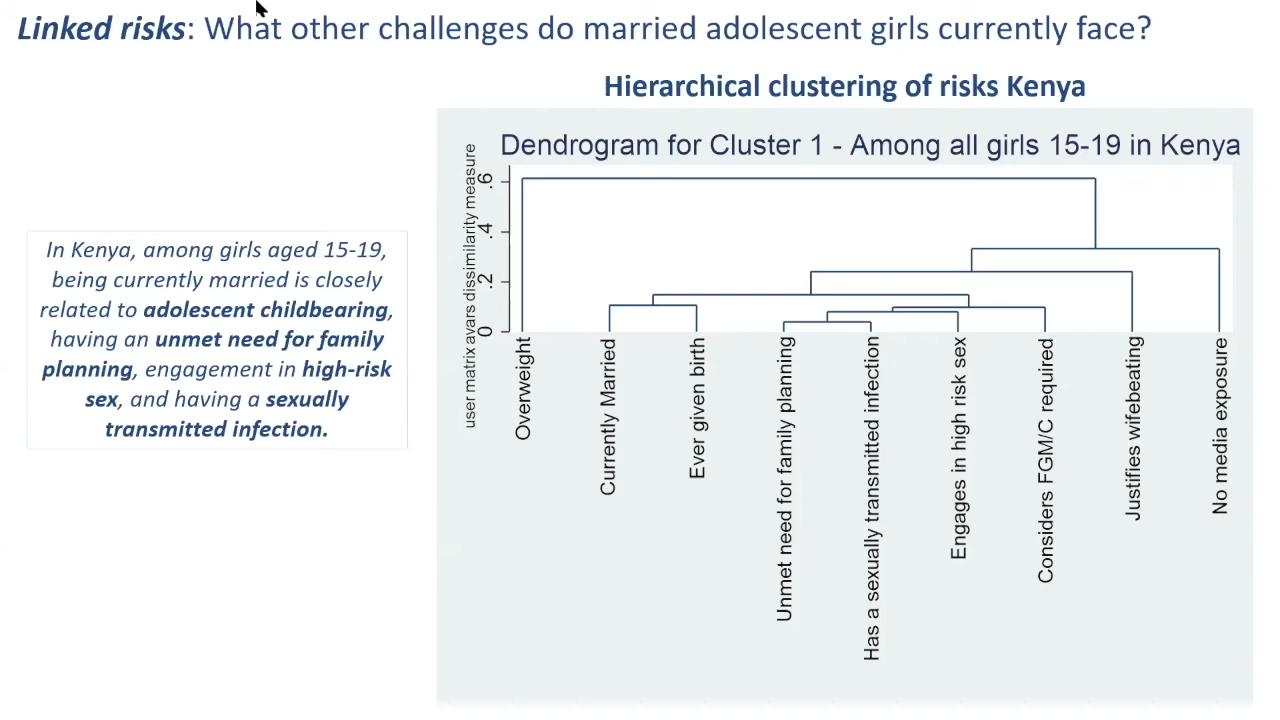 Linked risks: What other challenges do married adolescent girls currently face?
Hierarchical clustering of risks Kenya
In Kenya, among girls aged 15-19,
being currently married is closely
related to adolescent childbearing,
having an unmet need for family
planning, engagement in high-risk
sex, and having a sexually
transmitted infection.
Dendrogram for Cluster 1 - Among all girls 15-19 in Kenya
user matrix avars dissimilarity measure
.6
.4
.2
0
Overweight
Currently Married
Ever given birth
Unmet need for family planning
Has a sexually transmitted infection
Engages in high risk sex
Considers FGM/C required
Justifies wifebeating
No media exposure